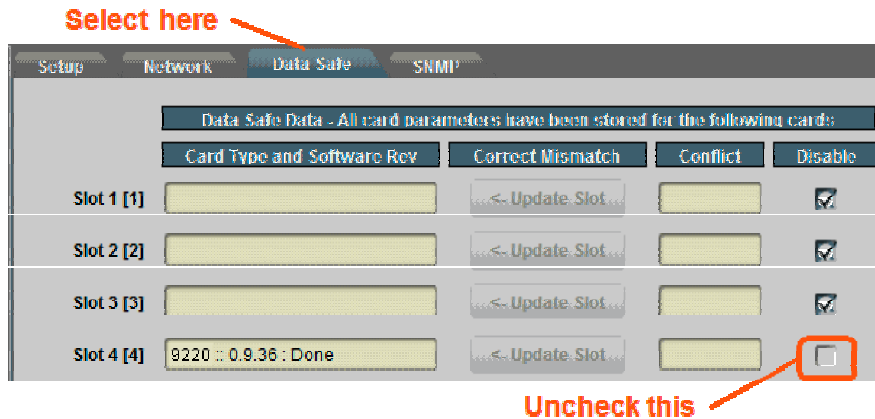 Select here
Setup Network Data Safe SNMP
Data Safe Data - All card parameters have been stored for the following cards
Card Type and Software Rev Correct Mismatch Conflict Disable
Slot 1 [1] <- Update Slot
Slot 2 [2] <- Update Slot
Slot 3 [3] <- Update Slot
Slot 4 [4] 9220 :: 0.9.36 : Done <- Update Slot
Uncheck this